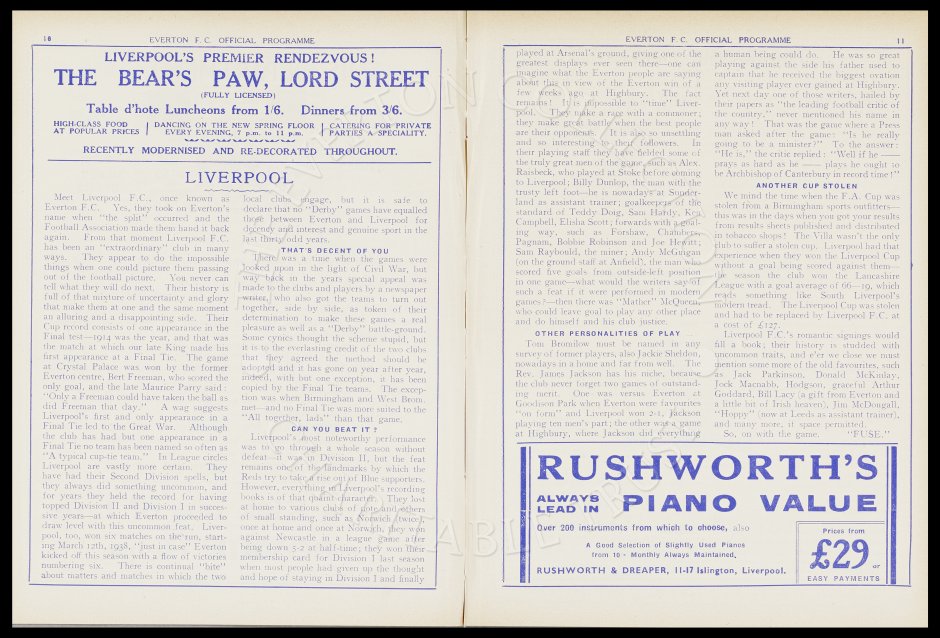 16 EVERTON F.C. OFFICIAL PROGRAMME
LIVERPOOL'S PREMIER RENDEZVOUS!
THE BEAR'S PAW, LORD STREET
(FULLY LICENSED)
Table d'hote Luncheons from 1/6. Dinners from 3/6.
HIGH-CLASS FOOD AT POPULAR PRICES
DANCING ON THE NEW SPRING FLOOR EVERY EVENING, 7 p.m. to 11 p.m.
CATERING FOR PRIVATE PARTIES A SPECIALITY.
RECENTLY MODERNISED AND RE-DECORATED THROUGHOUT.
LIVERPOOL
Meet Liverpool F.C., once known as
Everton F.C. Yes, they took on Everton's
name when "the split" occurred and the
Football Association made them hand it back
again. From that moment Liverpool F.C.
has been an "extraordinary" club in many
ways. They appear to do the impossible
things when one could picture them passing
out of the football picture. You never can
tell what they will do next. Their history is
full of that mixture of uncertainty and glory
that make them at one and the same moment
an alluring and a disappointing side. Their
Cup record consists of one appearance in the
Final test—1914 was the year, and that was
the match at which our late King made his
first appearance at a Final Tie. The game
at Crystal Palace was won by the former
Everton centre, Bert Freeman, who scored the
only goal, and the late Maurice Parry said:
"Only a Freeman could have taken the ball as
did Freeman that day." A wag suggests
Liverpool's first and only appearance in a
Final Tie led to the Great War. Although
the club has had but one appearance in a
Final Tie no team has been named so often as
"A typical cup-tie team." In League circles
Liverpool are vastly more certain. They
have had their Second Division spells, but
they always did something uncommon, and
for years they held the record for having
topped Division II and Division I in succes-
sive years—at which Everton proceeded to
draw level with this uncommon feat. Liver-
pool, too, won six matches on the run, start-
ing March 12th, 1938, "just in case" Everton
kicked off this season with a flow of victories
numbering six. There is continual "bite"
about matters and matches in which the two
local clubs engage, but it is safe to
declare that no "Derby" games have equalled
those between Everton and Liverpool for
decency and interest and genuine sport in the
last thirty odd years.
THAT'S DECENT OF YOU
There was a time when the games were
looked upon in the light of Civil War, but
way back in the years special appeal was
made to the clubs and players by a newspaper
writer, who also got the teams to turn out
together, side by side, as token of their
determination to make these games a real
pleasure as well as a "Derby" battle-ground.
Some cynics thought the scheme stupid, but
it is to the everlasting credit of the two clubs
that they agreed the method should be
adopted and it has gone on year after year,
indeed, with but one exception, it has been
copied by the Final Tie teams. The excep-
tion was when Birmingham and West Brom.
met—and no Final Tie was more suited to the
"All together, lads" than that game.
CAN YOU BEAT IT?
Liverpool's most noteworthy performance
was to go through a whole season without
defeat—it was in Division II, but the feat
remains one of the landmarks by which the
Reds try to take a rise out of Blue supporters.
However, everything in Liverpool's recording
books is of that quaint character. They lost
at home to various clubs of note and others
of small standing, such as Norwich (twice),
once at home and once at Norwich, they won
against Newcastle in a league game after
being down 5-2 at half-time; they won their
membership card for Division I last season
when most people had given up the thought
and hope of staying in Division I and finally
EVERTON F.C. OFFICIAL PROGRAMME 11
played at Arsenal's ground, giving one of the
greatest displays ever seen there—one can
imagine what the Everton people are saying
about this in view of the Everton win of a
few weeks ago at Highbury. The fact
remains! It is impossible to "time" Liver-
pool. They make a race with a commoner;
they make great battle when the best people
are their opponents. It is also so unsettling
and so interesting to their followers. In
their playing staff they have fielded some of
the truly great men of the game, such as Alex.
Raisbeck, who played at Stoke before coming
to Liverpool; Billy Dunlop, the man with the
trusty left foot—he is nowadays at Sunder-
land as assistant trainer; goalkeepers of the
standard of Teddy Doig, Sam Hardy, Ken
Campbell, Elisha Scott; forwards with a goal-
ing way, such as Forshaw, Chambers,
Pagnam, Bobbie Robinson and Joe Hewitt;
Sam Raybould, the miner; Andy McGuigan
(on the ground staff at Anfield), the man who
scored five goals from outside-left position
in one game—what would the writers say of
such a feat if it were performed in modern
games?—then there was "Mather" McQueen,
who could leave goal to play any other place
and do himself and his club justice.
OTHER PERSONALITIES OF PLAY
Tom Bromilow must be named in any
survey of former players, also Jackie Sheldon,
nowadays in a home and far from well. The
Rev. James Jackson has his niche, because
the club never forget two games of outstand-
ing merit. One was versus Everton at
Goodison Park when Everton were favourites
"on form" and Liverpool won 2-1, Jackson
playing ten men's part; the other was a game
at Highbury, where Jackson did everything
a human being could do. He was so great
playing against the side his father used to
captain that he received the biggest ovation
any visiting player ever gained at Highbury.
Yet next day one of those writers, hailed by
their papers as "the leading football critic of
the country," never mentioned his name in
any way! That was the game where a Press
man asked after the game: "Is he really
going to be a minister?" To the answer:
"He is," the critic replied: "Well if he ——
prays as hard as he —— plays he ought to
be Archbishop of Canterbury in record time!"
ANOTHER CUP STOLEN
We mind the time when the F.A. Cup was
stolen from a Birmingham sports outfitters—
this was in the days when you got your results
from results sheets published and distributed
in tobacco shops! The Villa wasn't the only
club to suffer a stolen cup. Liverpool had that
experience when they won the Liverpool Cup
without a goal being scored against them—
the season the club won the Lancashire
League with a goal average of 66—19, which
reads something like South Liverpool's
modern tread. The Liverpool Cup was stolen
and had to be replaced by Liverpool F.C. at
a cost of £127.
Liverpool F.C.'s romantic signings would
fill a book; their history is studded with
uncommon traits, and e'er we close we must
mention some more of the old favourites, such
as Jack Parkinson, Donald McKinlay,
Jock Macnabb, Hodgson, graceful Arthur
Goddard, Bill Lacy (a gift from Everton and
a little bit of Irish heaven), Jim McDougall,
"Hoppy" (now at Leeds as assistant trainer),
and many more, if space permitted.
So, on with the game. "FUSE."
RUSHWORTH'S
ALWAYS LEAD IN PIANO VALUE
Over 200 instruments from which to choose, also
A Good Selection of Slightly Used Pianos
from 10/- Monthly Always Maintained.
RUSHWORTH & DREAPER, 11-17 Islington, Liverpool.
Prices from
£29 or
EASY PAYMENTS